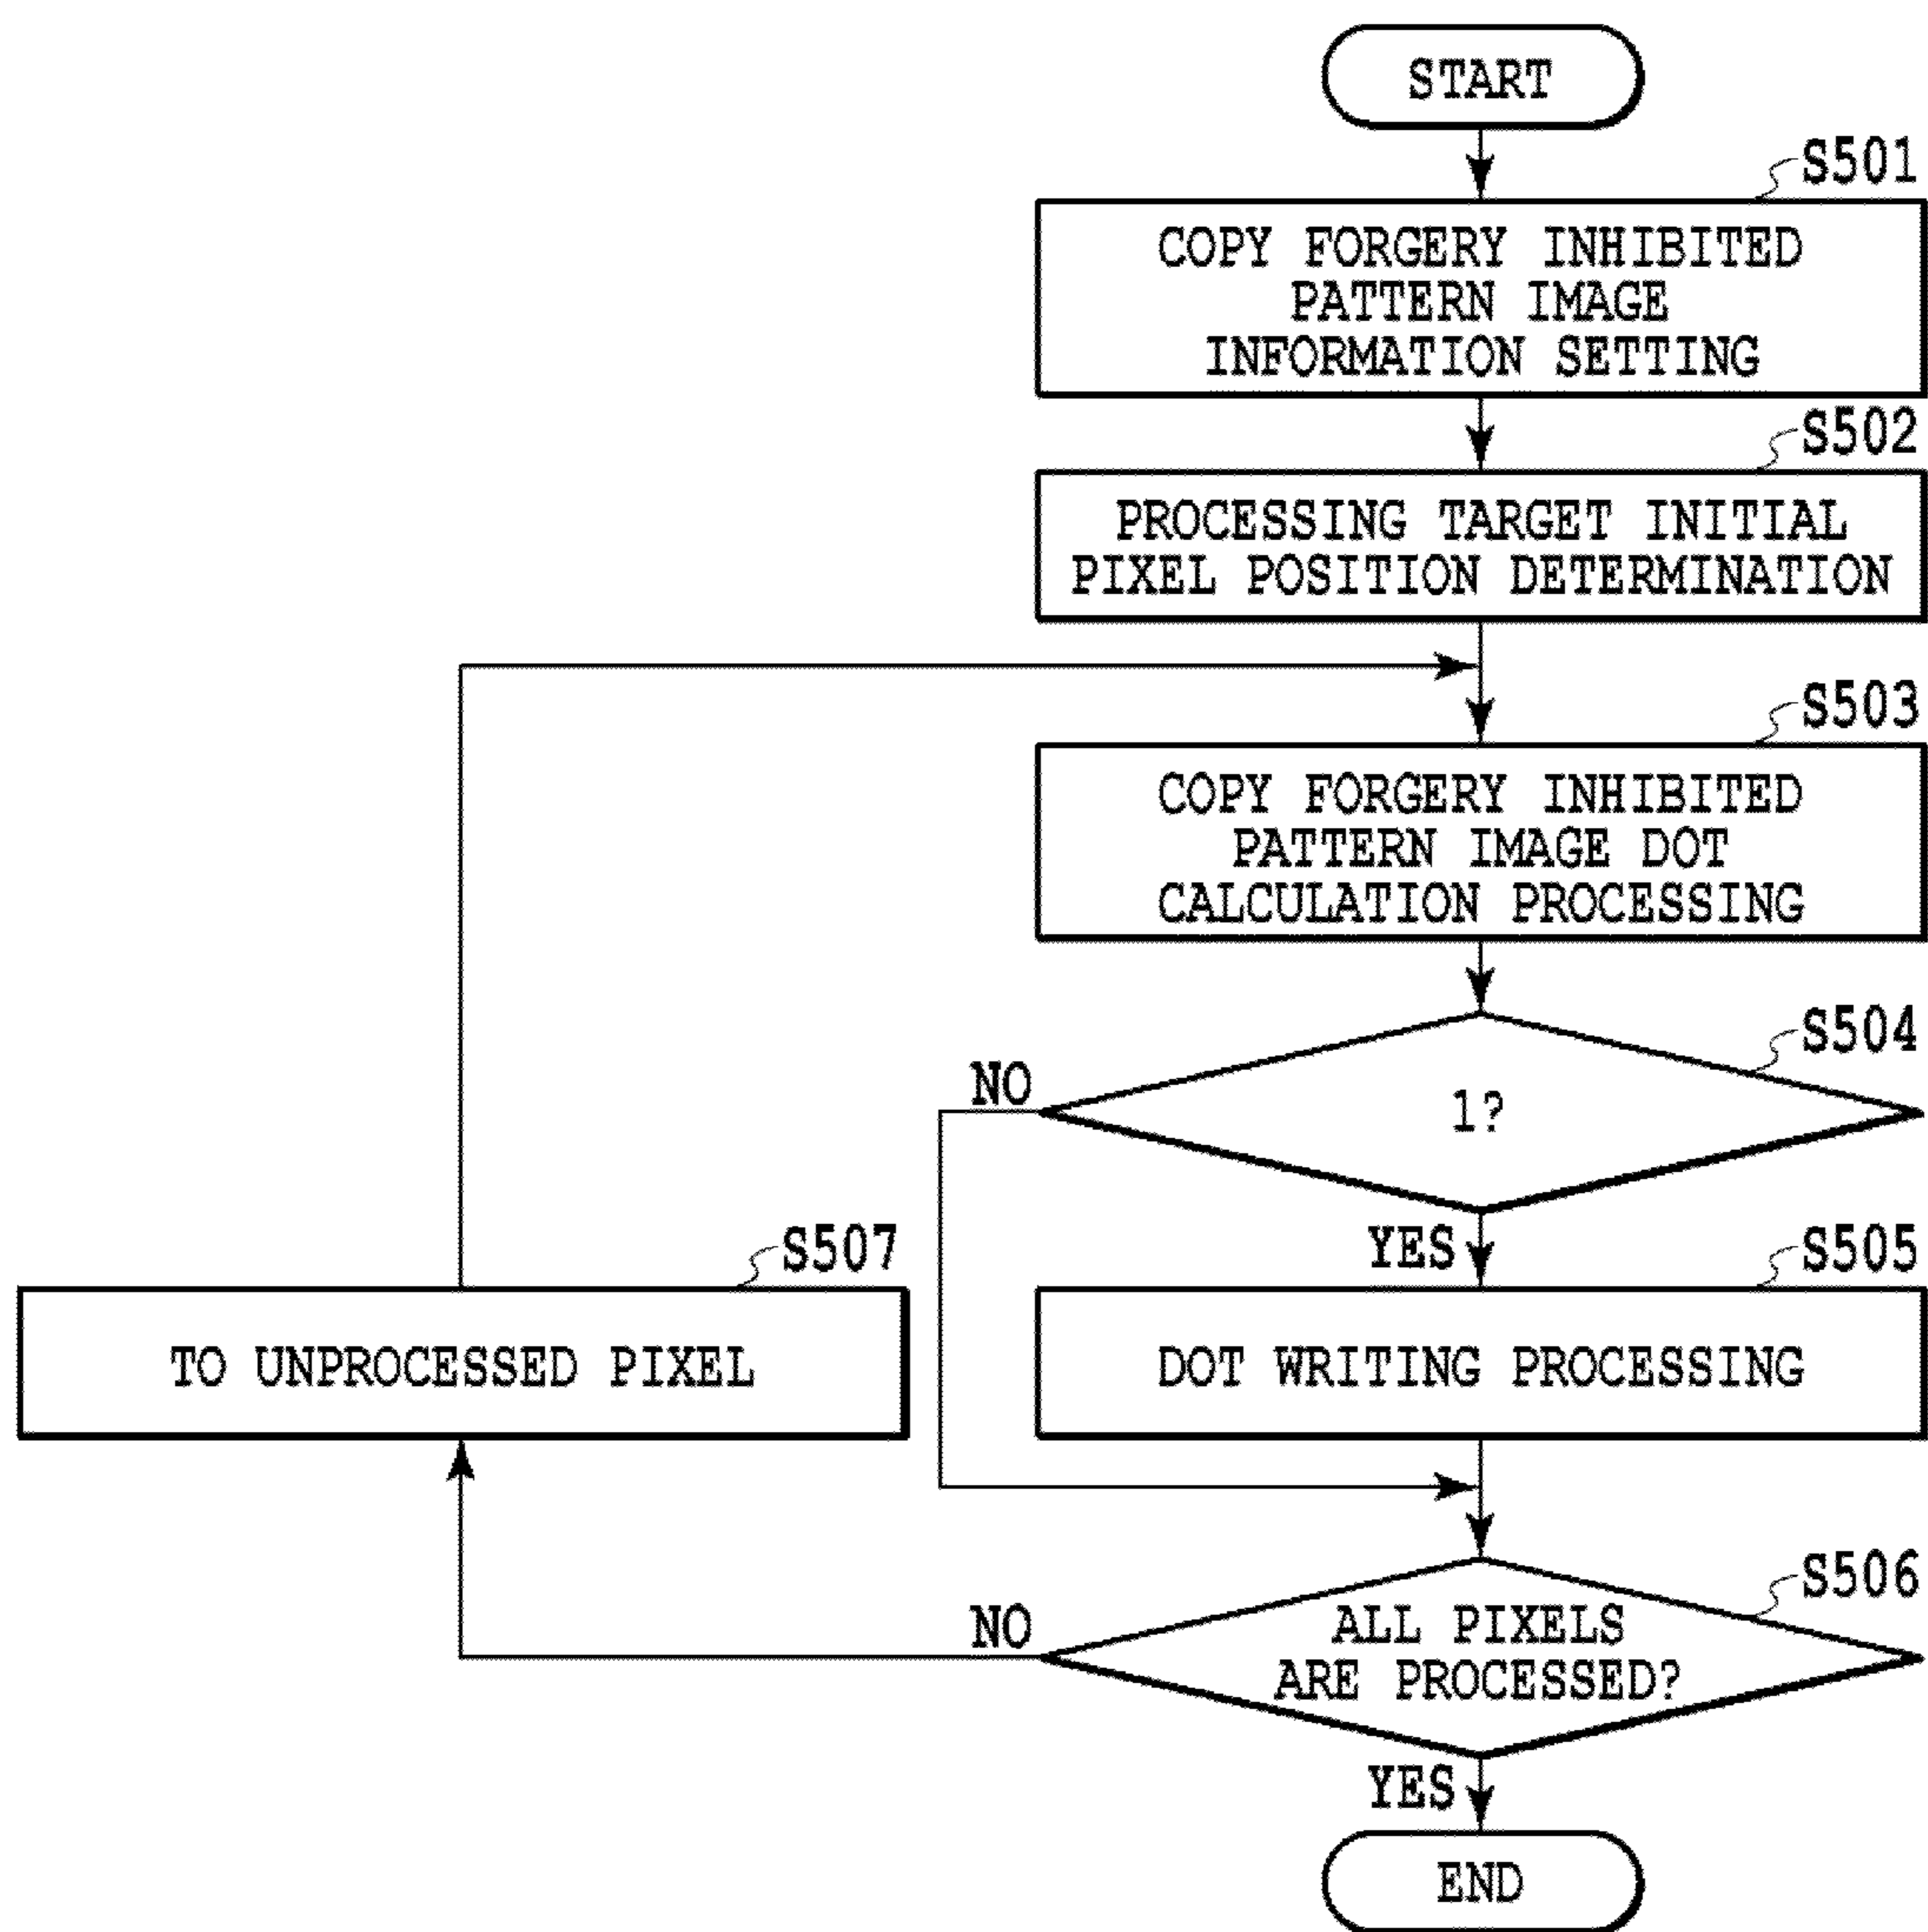 START
S501
COPY FORGERY INHIBITED
PATTERN IMAGE
INFORMATION SETTING
S502
PROCESSING TARGET INITIAL
PIXEL POSITION DETERMINATION
S503
COPY FORGERY INHIBITED
PATTERN IMAGE DOT
CALCULATION PROCESSING
S504
NO
1?
YES
S507
S505
TO UNPROCESSED PIXEL
DOT WRITING PROCESSING
S506
NO
ALL PIXELS
ARE PROCESSED?
YES
END